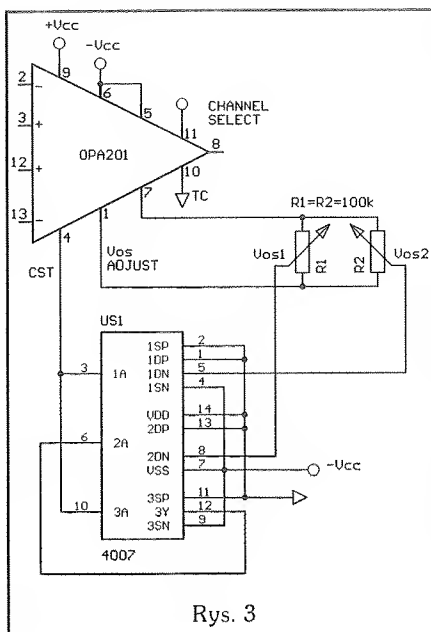 +Vcc
-Vcc
9
6
2
-
5
3
+
11
CHANNEL
SELECT
OPA201
8
12
+
10
7
TC
13
-
1
4
R1=R2=100k
CST
Vos
ADJUST
Vos1
R1
R2
Vos2
US1
1SP 2
1DP 1
3 1A
1DN 5
1SN 4
VDD 14
2DP 13
6 2A
2DN 8
VSS 7
-Vcc
3SP 11
10 3A
3Y 12
3SN 9
4007
Rys. 3